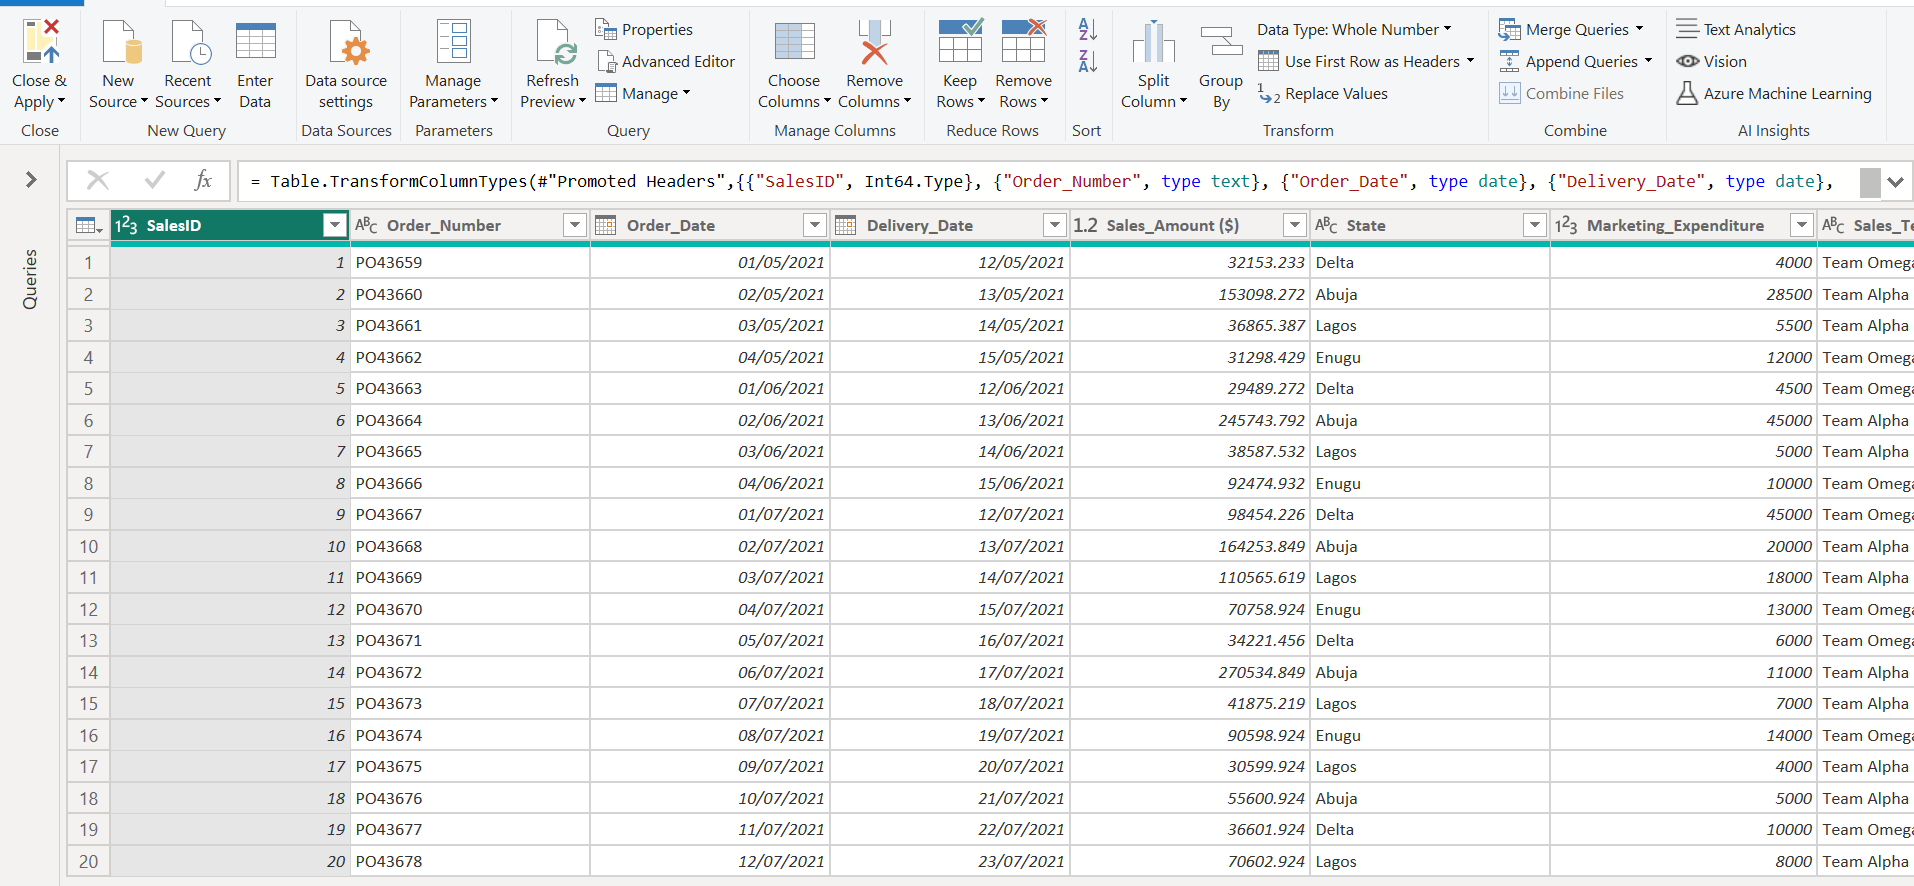 Close & Apply
New Source
Recent Sources
Enter Data
Data source settings
Manage Parameters
Refresh Preview
Properties
Advanced Editor
Manage
Choose Columns
Remove Columns
Keep Rows
Remove Rows
Split Column
Group By
Data Type: Whole Number
Use First Row as Headers
Replace Values
Merge Queries
Append Queries
Combine Files
Text Analytics
Vision
Azure Machine Learning
Close New Query Data Sources Parameters Query Manage Columns Reduce Rows Sort Transform Combine AI Insights
Queries
fx = Table.TransformColumnTypes(#"Promoted Headers",{{"SalesID", Int64.Type}, {"Order_Number", type text}, {"Order_Date", type date}, {"Delivery_Date", type date},
SalesID Order_Number Order_Date Delivery_Date Sales_Amount ($) State Marketing_Expenditure Sales_Te
1 1 PO43659 01/05/2021 12/05/2021 32153.233 Delta 4000 Team Omega
2 2 PO43660 02/05/2021 13/05/2021 153098.272 Abuja 28500 Team Alpha
3 3 PO43661 03/05/2021 14/05/2021 36865.387 Lagos 5500 Team Alpha
4 4 PO43662 04/05/2021 15/05/2021 31298.429 Enugu 12000 Team Omega
5 5 PO43663 01/06/2021 12/06/2021 29489.272 Delta 4500 Team Omega
6 6 PO43664 02/06/2021 13/06/2021 245743.792 Abuja 45000 Team Alpha
7 7 PO43665 03/06/2021 14/06/2021 38587.532 Lagos 5000 Team Alpha
8 8 PO43666 04/06/2021 15/06/2021 92474.932 Enugu 10000 Team Omega
9 9 PO43667 01/07/2021 12/07/2021 98454.226 Delta 45000 Team Omega
10 10 PO43668 02/07/2021 13/07/2021 164253.849 Abuja 20000 Team Alpha
11 11 PO43669 03/07/2021 14/07/2021 110565.619 Lagos 18000 Team Alpha
12 12 PO43670 04/07/2021 15/07/2021 70758.924 Enugu 13000 Team Omega
13 13 PO43671 05/07/2021 16/07/2021 34221.456 Delta 6000 Team Omega
14 14 PO43672 06/07/2021 17/07/2021 270534.849 Abuja 11000 Team Alpha
15 15 PO43673 07/07/2021 18/07/2021 41875.219 Lagos 7000 Team Alpha
16 16 PO43674 08/07/2021 19/07/2021 90598.924 Enugu 14000 Team Omega
17 17 PO43675 09/07/2021 20/07/2021 30599.924 Lagos 4000 Team Alpha
18 18 PO43676 10/07/2021 21/07/2021 55600.924 Abuja 5000 Team Alpha
19 19 PO43677 11/07/2021 22/07/2021 36601.924 Delta 10000 Team Omega
20 20 PO43678 12/07/2021 23/07/2021 70602.924 Lagos 8000 Team Alpha